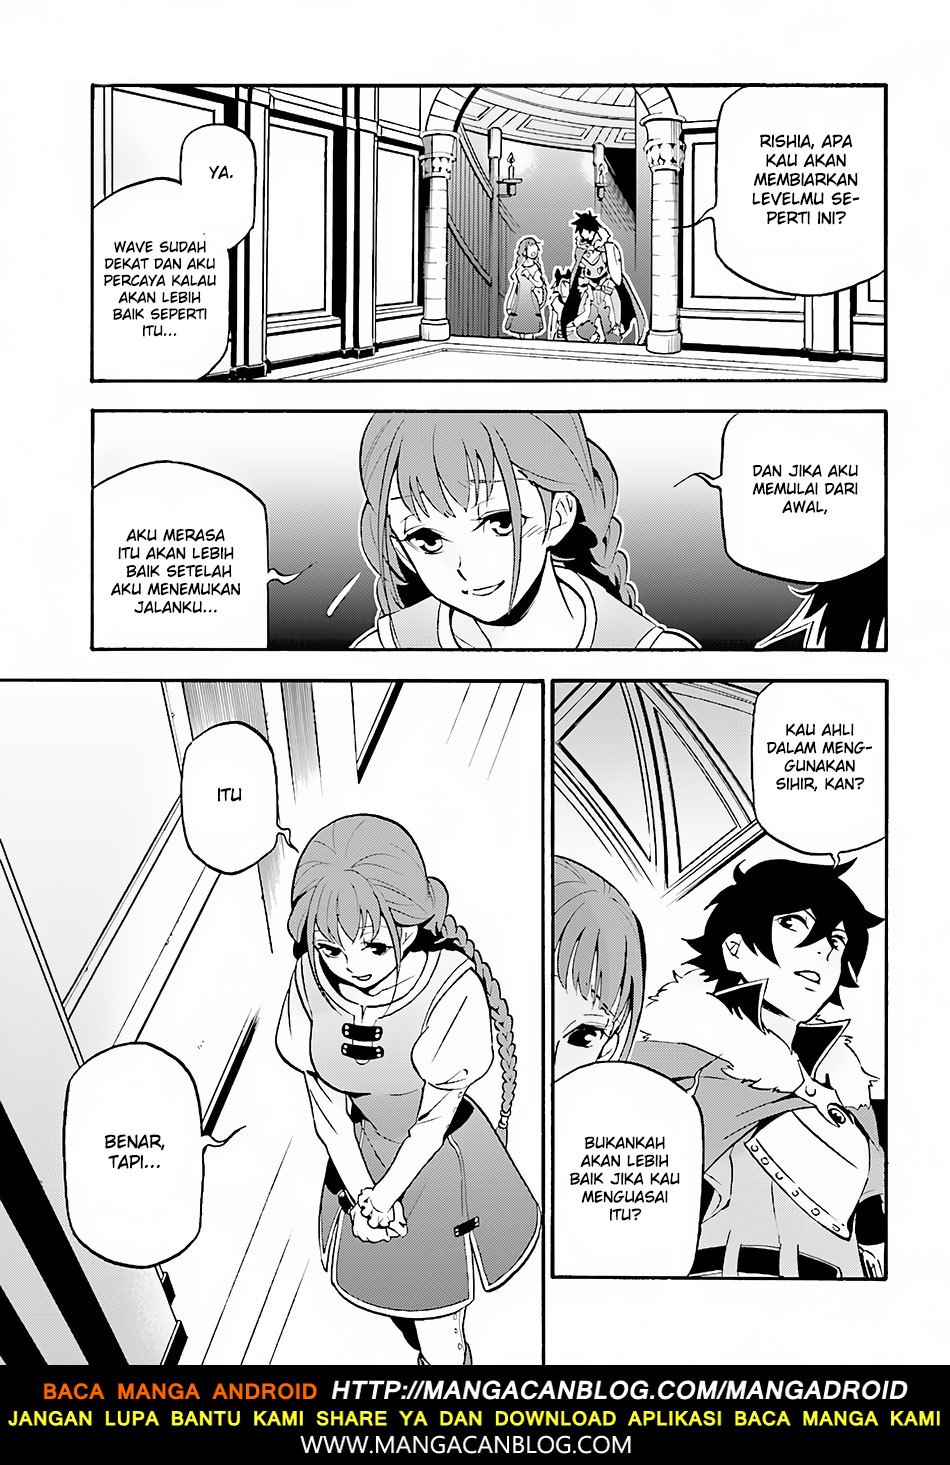 RISHIA, APA
KAU AKAN
MEMBIARKAN
LEVELMU SE-
PERTI INI?
YA.
WAVE SUDAH
DEKAT DAN AKU
PERCAYA KALAU
AKAN LEBIH
BAIK SEPERTI
ITU...
DAN JIKA AKU
MEMULAI DARI
AWAL,
AKU MERASA
ITU AKAN LEBIH
BAIK SETELAH
AKU MENEMUKAN
JALANKU...
KAU AHLI
DALAM MENG-
GUNAKAN
SIHIR, KAN?
BUKANKAH
AKAN LEBIH
BAIK JIKA KAU
MENGUASAI
ITU?
ITU
BENAR,
TAPI...
BACA MANGA ANDROID HTTP://MANGACANBLOG.COM/MANGADROID
JANGAN LUPA BANTU KAMI SHARE YA DAN DOWNLOAD APLIKASI BACA MANGA KAMI
WWW.MANGACANBLOG.COM